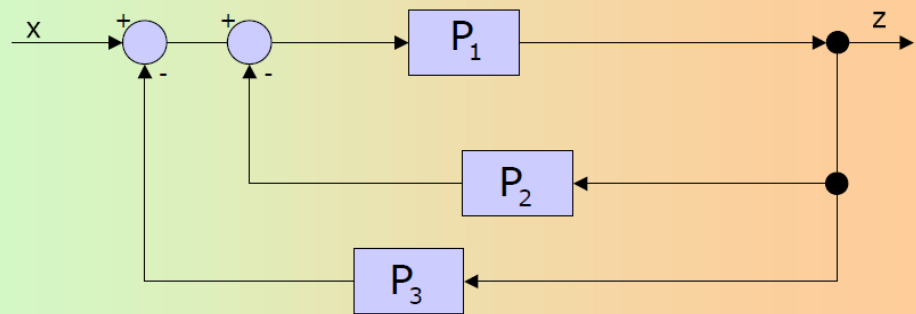 x
+
+
P₁
z
-
-
P₂
P₃